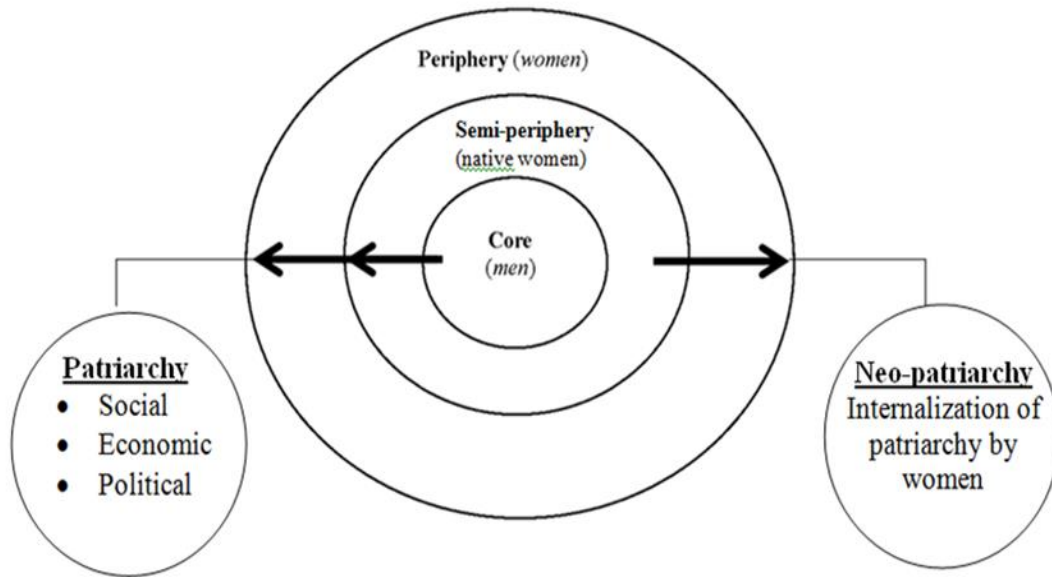 Periphery (women)
Semi-periphery
(native women)
Core
(men)
Patriarchy
• Social
• Economic
• Political
Neo-patriarchy
Internalization of
patriarchy by
women